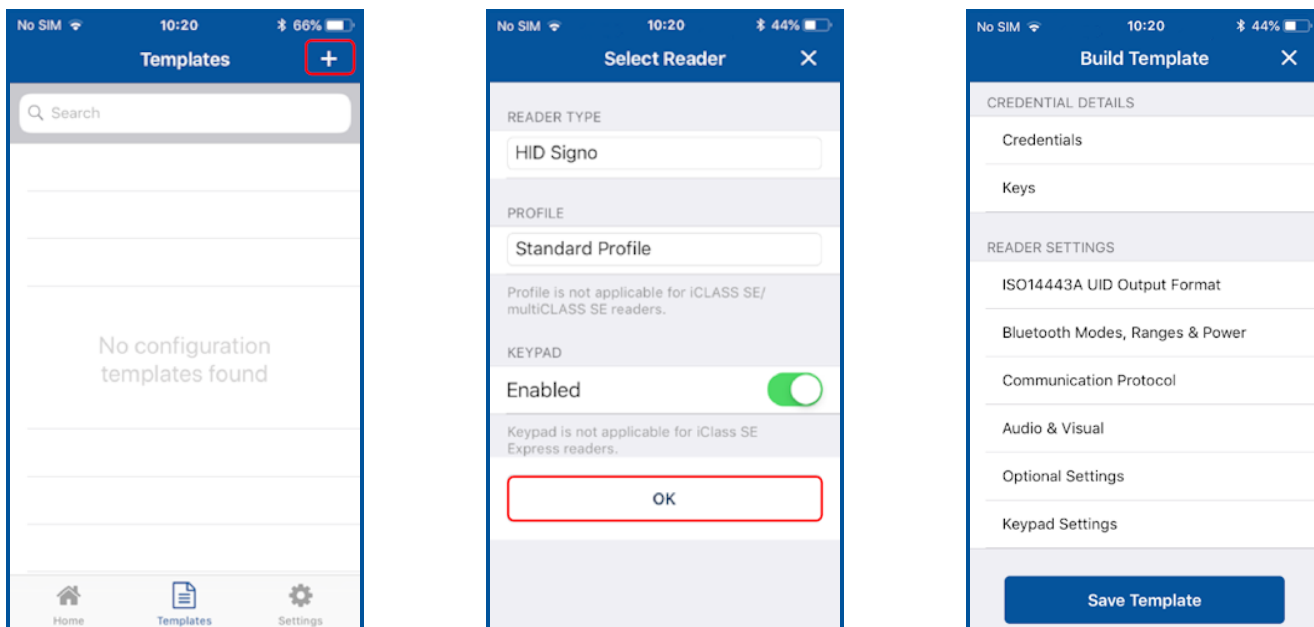 No SIM 10:20 66%
Templates +
Search
No configuration
templates found
Home Templates Settings
No SIM 10:20 44%
Select Reader ×
READER TYPE
HID Signo
PROFILE
Standard Profile
Profile is not applicable for iCLASS SE/
multiCLASS SE readers.
KEYPAD
Enabled
Keypad is not applicable for iClass SE
Express readers.
OK
No SIM 10:20 44%
Build Template ×
CREDENTIAL DETAILS
Credentials
Keys
READER SETTINGS
ISO14443A UID Output Format
Bluetooth Modes, Ranges & Power
Communication Protocol
Audio & Visual
Optional Settings
Keypad Settings
Save Template